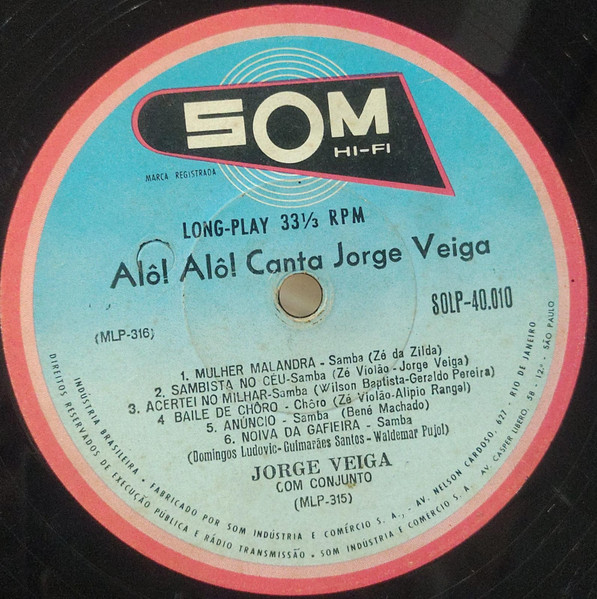 SOM
HI-FI
MARCA REGISTRADA
LONG-PLAY 33 1/3 RPM
Alô! Alô! Canta Jorge Veiga
SOLP-40.010
(MLP-316)
1. MULHER MALANDRA - Samba (Zé da Zilda)
2. SAMBISTA NO CÉU-Samba (Zé Violão - Jorge Veiga)
3. ACERTEI NO MILHAR-Samba (Wilson Baptista-Geraldo Pereira)
4 BAILE DE CHÔRO - Chôro (Zé Violão-Alipio Rangel)
5. ANÚNCIO - Samba (Bené Machado)
6. NOIVA DA GAFIEIRA - Samba
(Domingos Ludovic-Guimarães Santos-Waldemar Pujol)
JORGE VEIGA
COM CONJUNTO
(MLP-315)
INDÚSTRIA BRASILEIRA - FABRICADO POR SOM INDÚSTRIA E COMÉRCIO S. A., - AV. NELSON CARDOSO, 627 - RIO DE JANEIRO
DIREITOS RESERVADOS DE EXECUÇÃO PÚBLICA E RÁDIO TRANSMISSÃO • SOM INDÚSTRIA E COMÉRCIO S. A. - AV. CASPER LIBERO, 58 - 12.º - SÃO PAULO